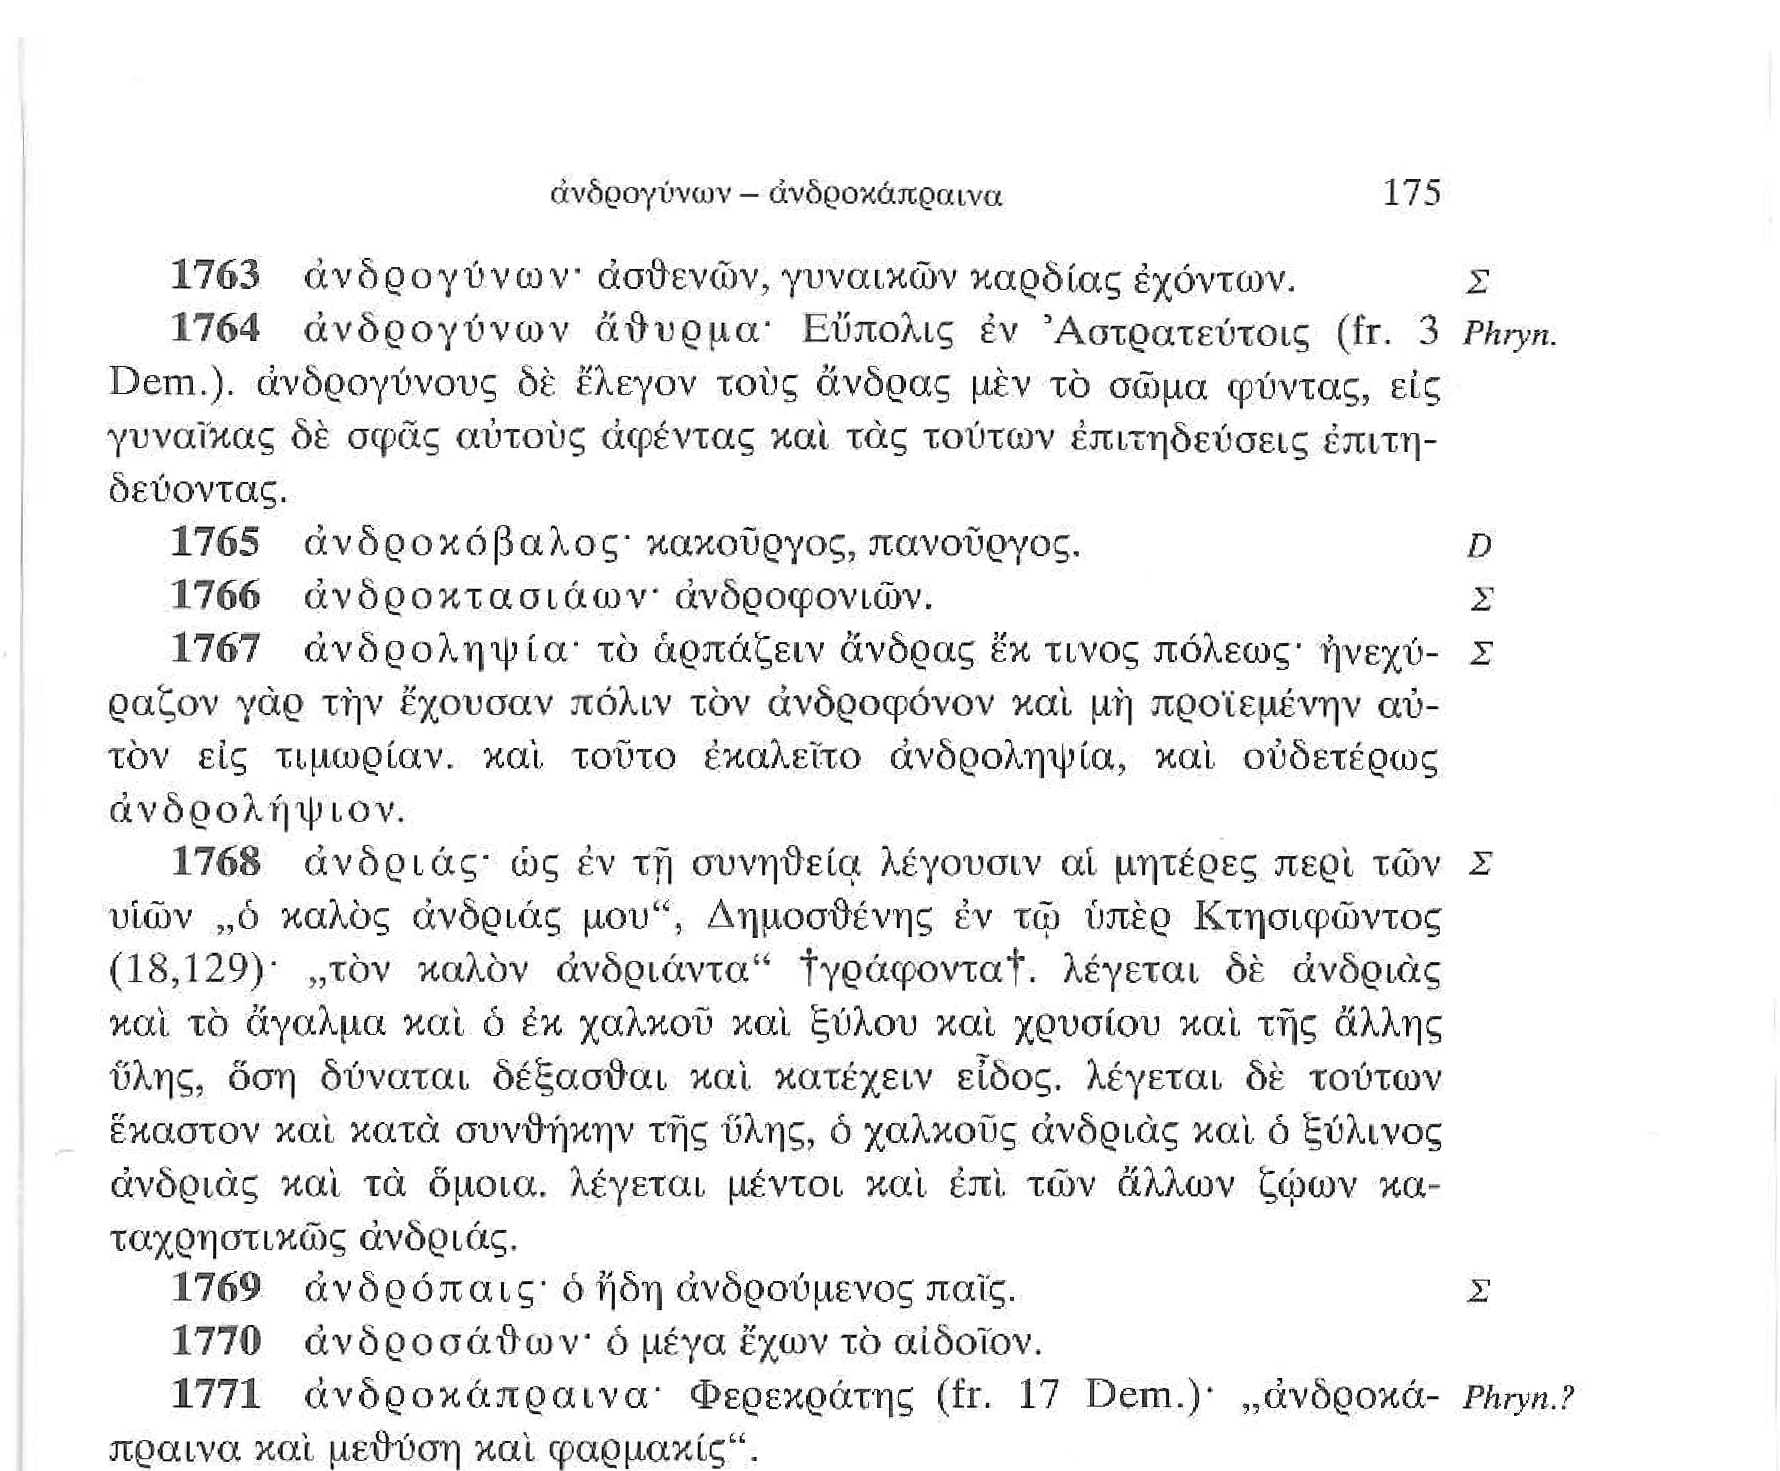 ἀνδρογύνων – ἀνδροκάπραινα 175
1763 ἀνδρογύνων· ἀσθενῶν, γυναικῶν καρδίας ἐχόντων. Σ
1764 ἀνδρογύνων ἄθυρμα· Εὔπολις ἐν Ἀστρατεύτοις (fr. 3 Phryn.
Dem.). ἀνδρογύνους δὲ ἔλεγον τοὺς ἄνδρας μὲν τὸ σῶμα φύντας, εἰς
γυναῖκας δὲ σφᾶς αὐτοὺς ἀφέντας καὶ τὰς τούτων ἐπιτηδεύσεις ἐπιτη-
δεύοντας.
1765 ἀνδροκόβαλος· κακοῦργος, πανοῦργος. D
1766 ἀνδροκτασιάων· ἀνδροφονιῶν. Σ
1767 ἀνδροληψία· τὸ ἁρπάζειν ἄνδρας ἔκ τινος πόλεως· ἠνεχύ- Σ
ραζον γὰρ τὴν ἔχουσαν πόλιν τὸν ἀνδροφόνον καὶ μὴ προϊεμένην αὐ-
τὸν εἰς τιμωρίαν. καὶ τοῦτο ἐκαλεῖτο ἀνδροληψία, καὶ οὐδετέρως
ἀνδρολήψιον.
1768 ἀνδριάς· ὡς ἐν τῇ συνηθείᾳ λέγουσιν αἱ μητέρες περὶ τῶν Σ
υἱῶν „ὁ καλὸς ἀνδριάς μου“, Δημοσθένης ἐν τῷ ὑπὲρ Κτησιφῶντος
(18,129)· „τὸν καλὸν ἀνδριάντα“ †γράφοντα†. λέγεται δὲ ἀνδριὰς
καὶ τὸ ἄγαλμα καὶ ὁ ἐκ χαλκοῦ καὶ ξύλου καὶ χρυσίου καὶ τῆς ἄλλης
ὕλης, ὅση δύναται δέξασθαι καὶ κατέχειν εἶδος. λέγεται δὲ τούτων
ἕκαστον καὶ κατὰ συνθήκην τῆς ὕλης, ὁ χαλκοῦς ἀνδριὰς καὶ ὁ ξύλινος
ἀνδριὰς καὶ τὰ ὅμοια. λέγεται μέντοι καὶ ἐπὶ τῶν ἄλλων ζῴων κα-
ταχρηστικῶς ἀνδριάς.
1769 ἀνδρόπαις· ὁ ἤδη ἀνδρούμενος παῖς. Σ
1770 ἀνδροσάθων· ὁ μέγα ἔχων τὸ αἰδοῖον.
1771 ἀνδροκάπραινα· Φερεκράτης (fr. 17 Dem.)· „ἀνδροκά- Phryn.?
πραινα καὶ μεθύση καὶ φαρμακίς“.